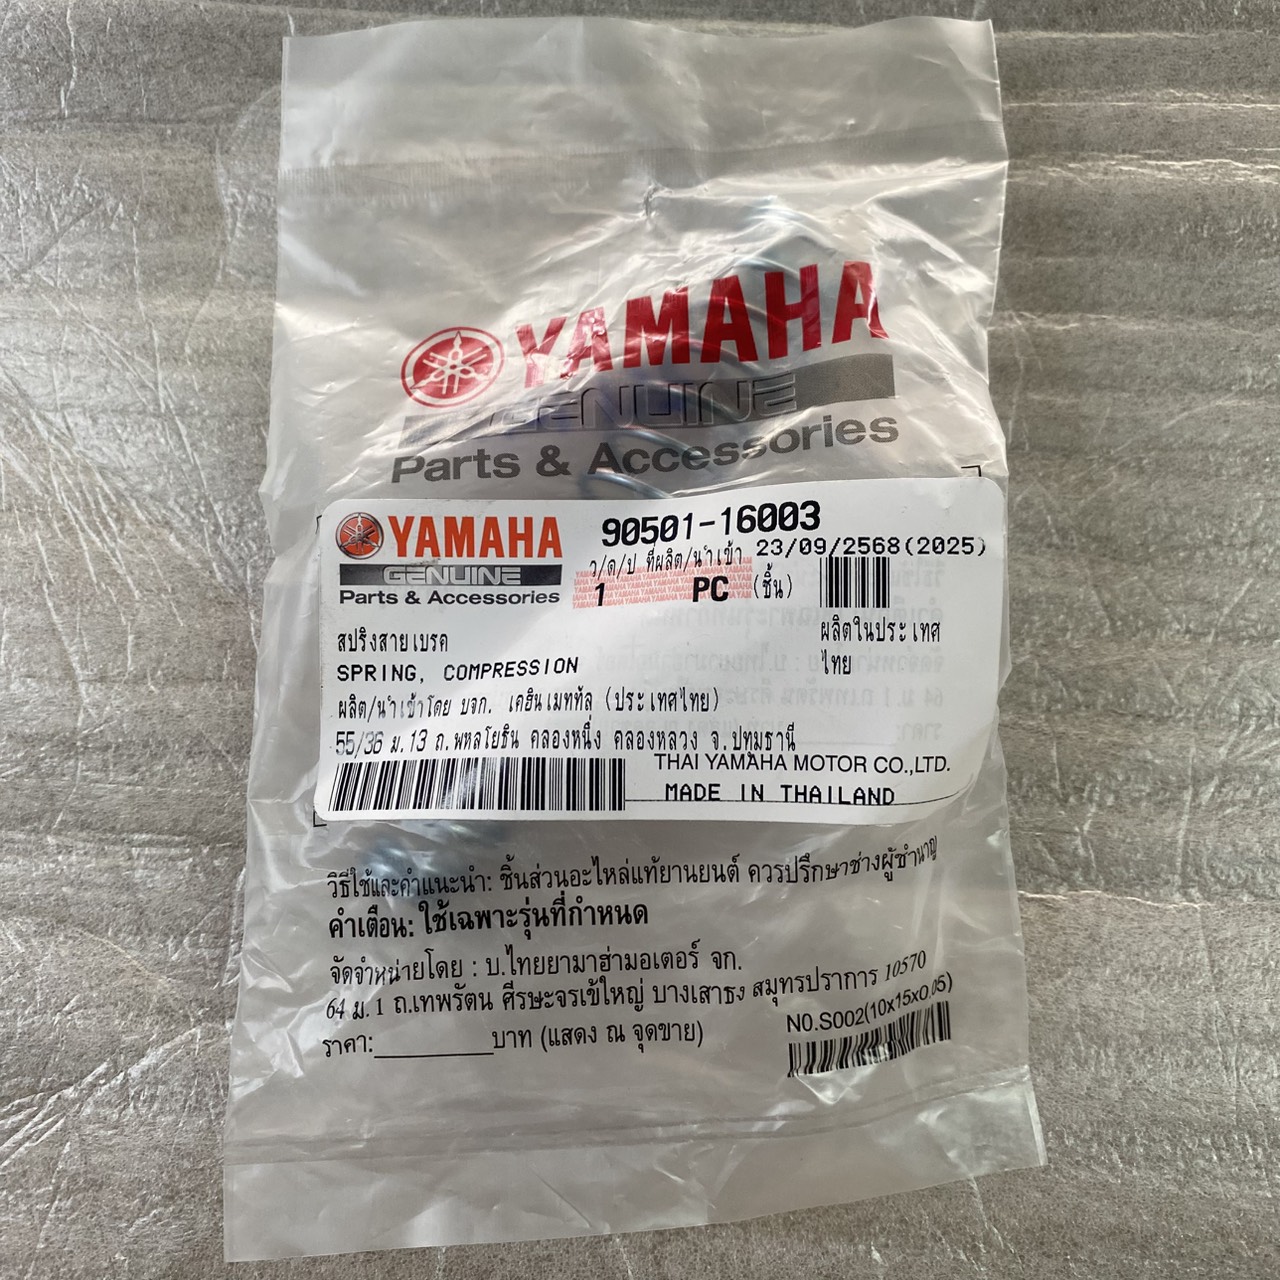 YAMAHA
GENUINE
Parts & Accessories
YAMAHA
GENUINE
Parts & Accessories
90501-16003
ว/ด/ป ที่ผลิต/นำเข้า 23/09/2568(2025)
1 PC (ชิ้น)
สปริงสายเบรค
SPRING, COMPRESSION
ผลิตในประเทศ
ไทย
ผลิต/นำเข้าโดย บจก. เคฮินเมททัล (ประเทศไทย)
55/36 ม.13 ถ.พหลโยธิน คลองหนึ่ง คลองหลวง จ.ปทุมธานี
THAI YAMAHA MOTOR CO.,LTD.
MADE IN THAILAND
วิธีใช้และคำแนะนำ: ชิ้นส่วนอะไหล่แท้ยานยนต์ ควรปรึกษาช่างผู้ชำนาญ
คำเตือน: ใช้เฉพาะรุ่นที่กำหนด
จัดจำหน่ายโดย : บ.ไทยยามาฮ่ามอเตอร์ จก.
64 ม.1 ถ.เทพรัตน ศีรษะจรเข้ใหญ่ บางเสาธง สมุทรปราการ 10570
ราคา:________บาท (แสดง ณ จุดขาย)
NO.S002(10x15x0.05)